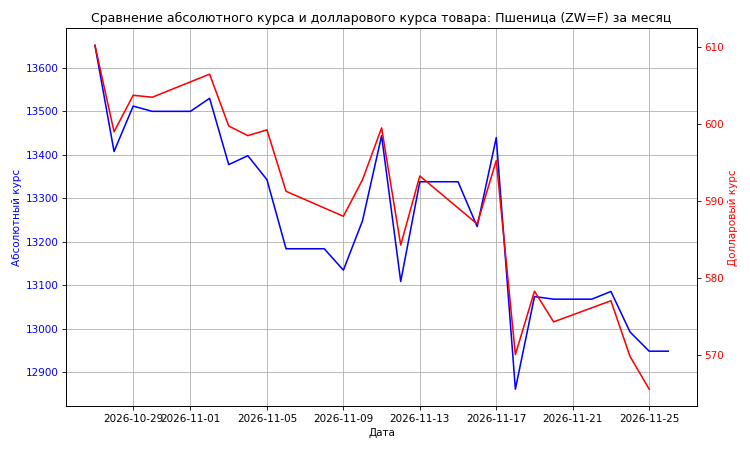 Сравнение абсолютного курса и долларового курса товара: Пшеница (ZW=F) за месяц
13600
13500
13400
13300
13200
13100
13000
12900
Абсолютный курс
610
600
590
580
570
Долларовый курс
2026-10-29 2026-11-01 2026-11-05 2026-11-09 2026-11-13 2026-11-17 2026-11-21 2026-11-25
Дата